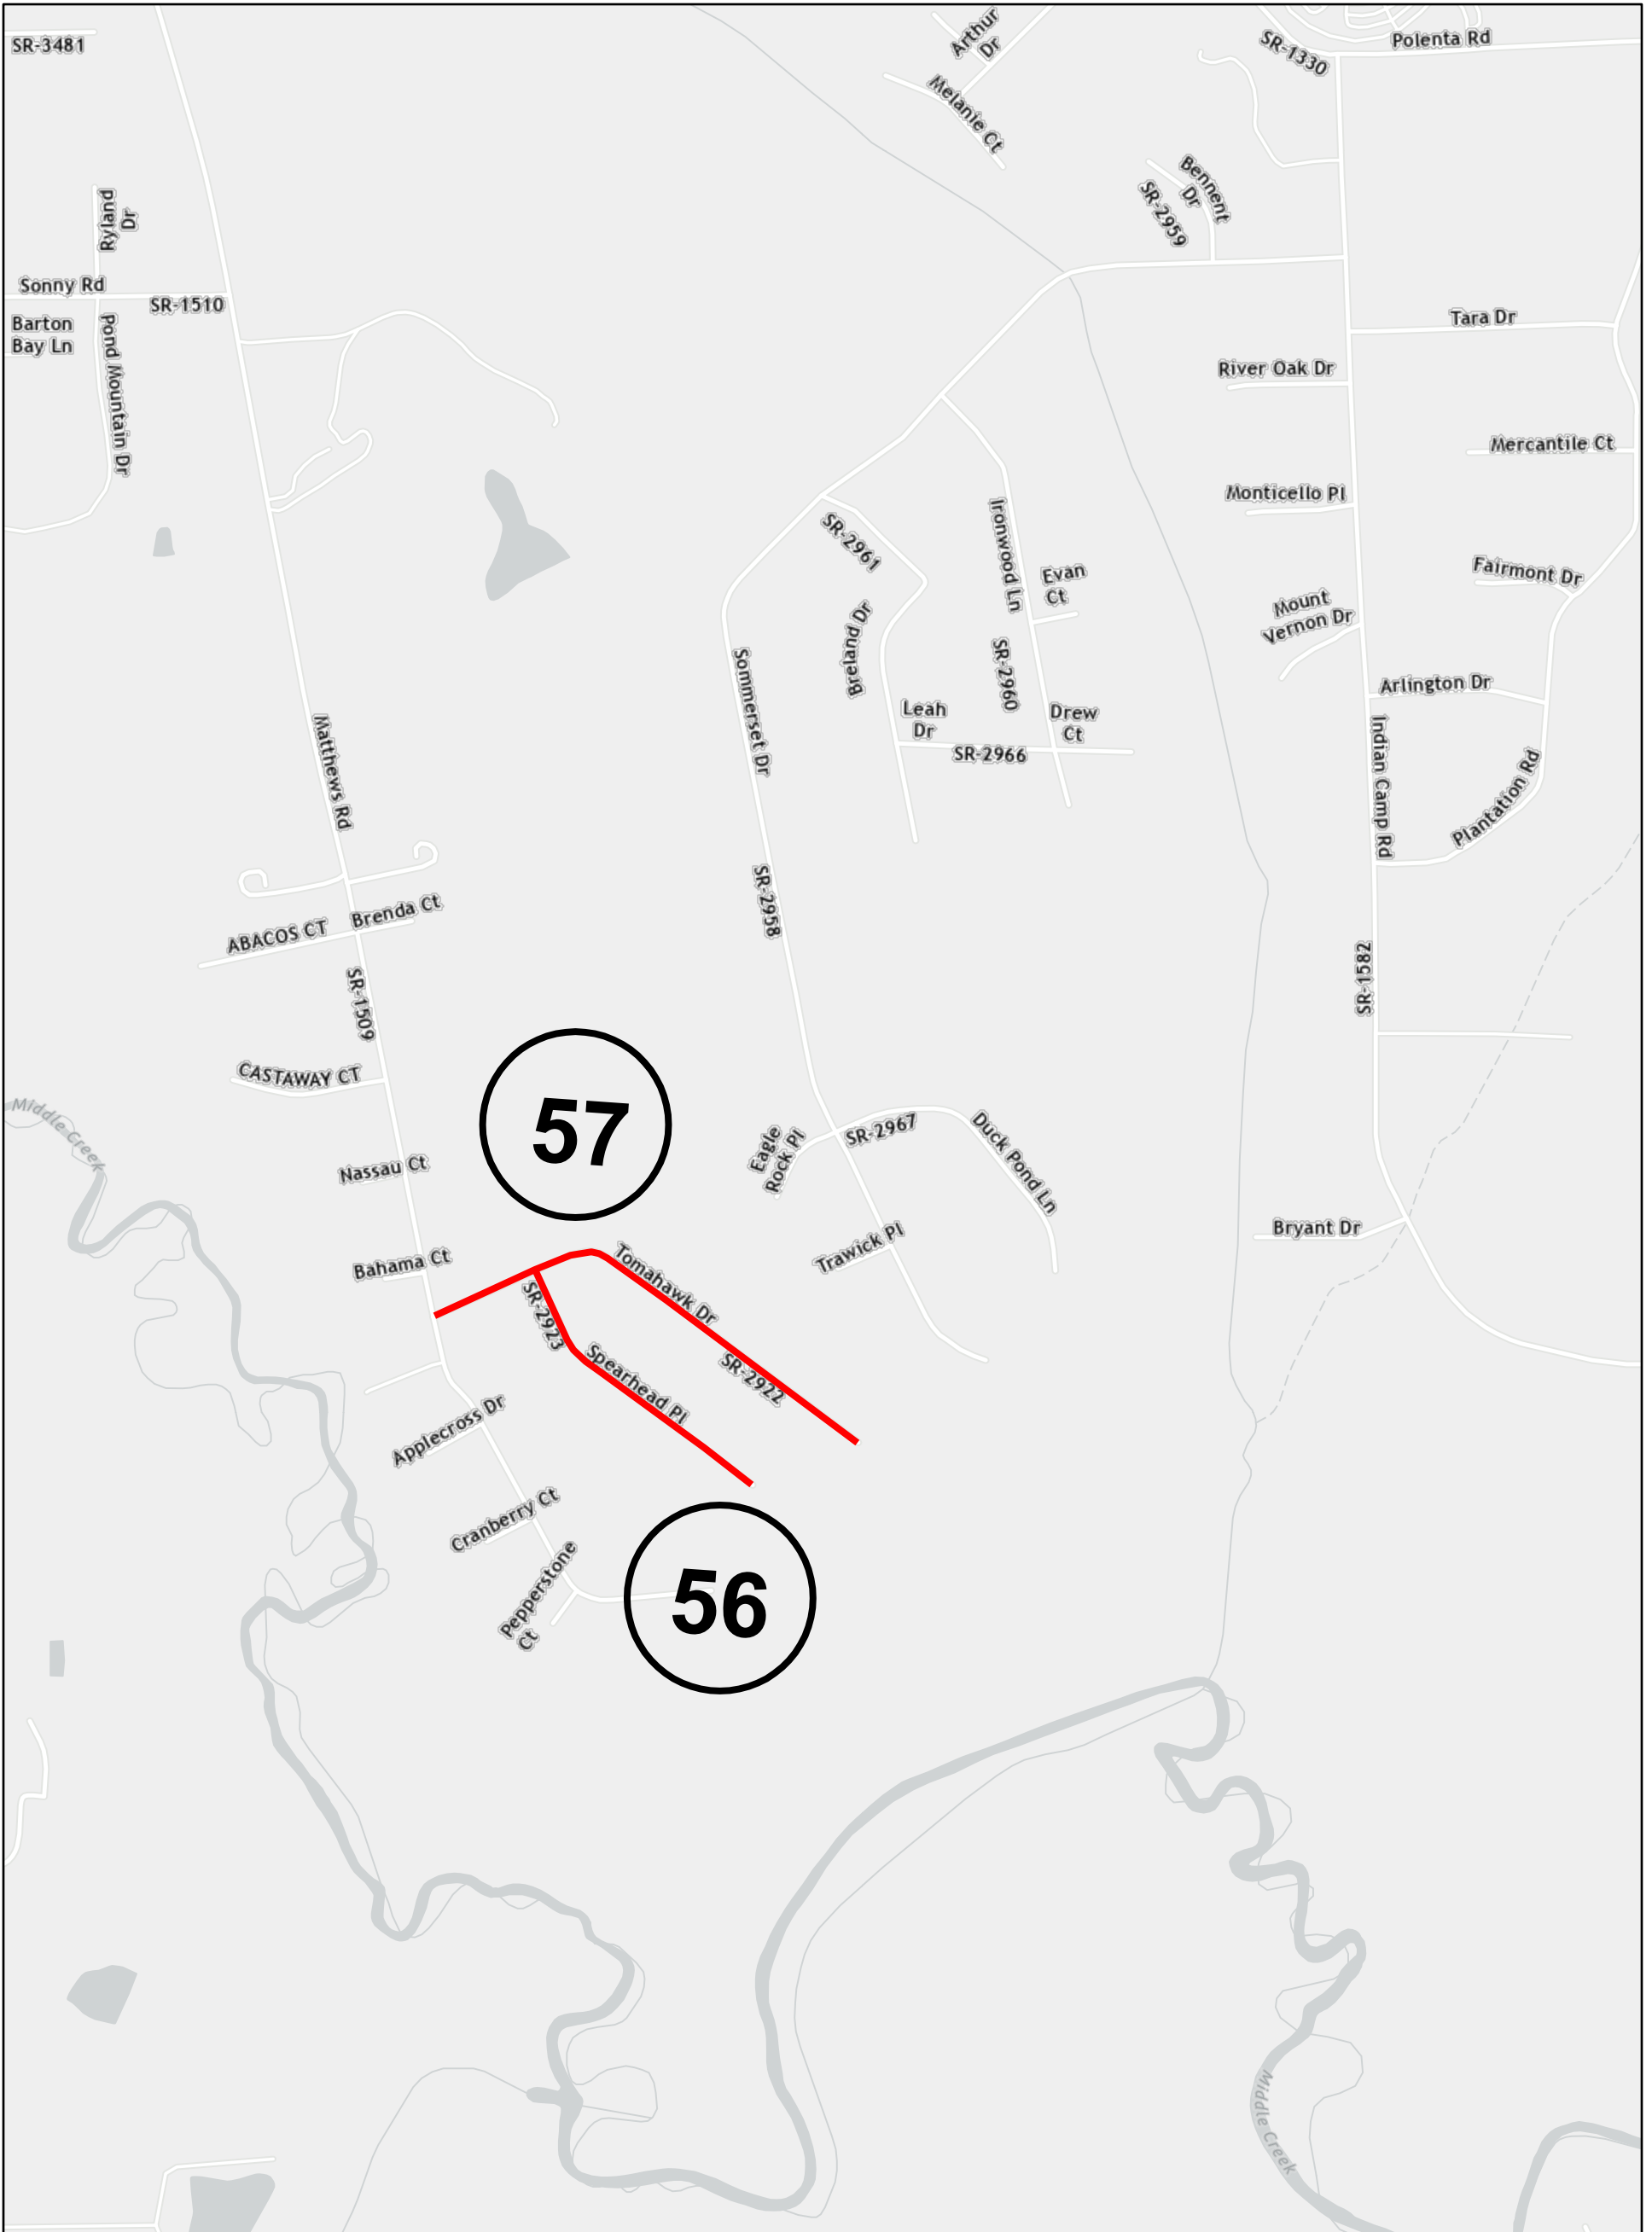 SR-3481
Arthur
Dr
SR-1330
Polenta Rd
Melanie Ct
Bennent
Dr
SR-2959
Ryland
Dr
Sonny Rd
SR-1510
Barton
Bay Ln
Pond Mountain Dr
Tara Dr
River Oak Dr
Mercantile Ct
Monticello Pl
Ironwood Ln
SR-2961
Evan
Ct
Fairmont Dr
Mount
Vernon Dr
Breland Dr
SR-2960
Sommerset Dr
Arlington Dr
Leah
Dr
Drew
Ct
SR-2966
Matthews Rd
Indian Camp Rd
Plantation Rd
SR-2958
Brenda Ct
ABACOS CT
SR-1509
SR-1582
CASTAWAY CT
Middle Creek
57
Eagle
Rock Pl
SR-2967
Duck Pond Ln
Nassau Ct
Bryant Dr
Trawick Pl
Bahama Ct
Tomahawk Dr
SR-2923
Spearhead Pl
SR-2922
Applecross Dr
Cranberry Ct
Pepperstone
Ct
56
Middle Creek